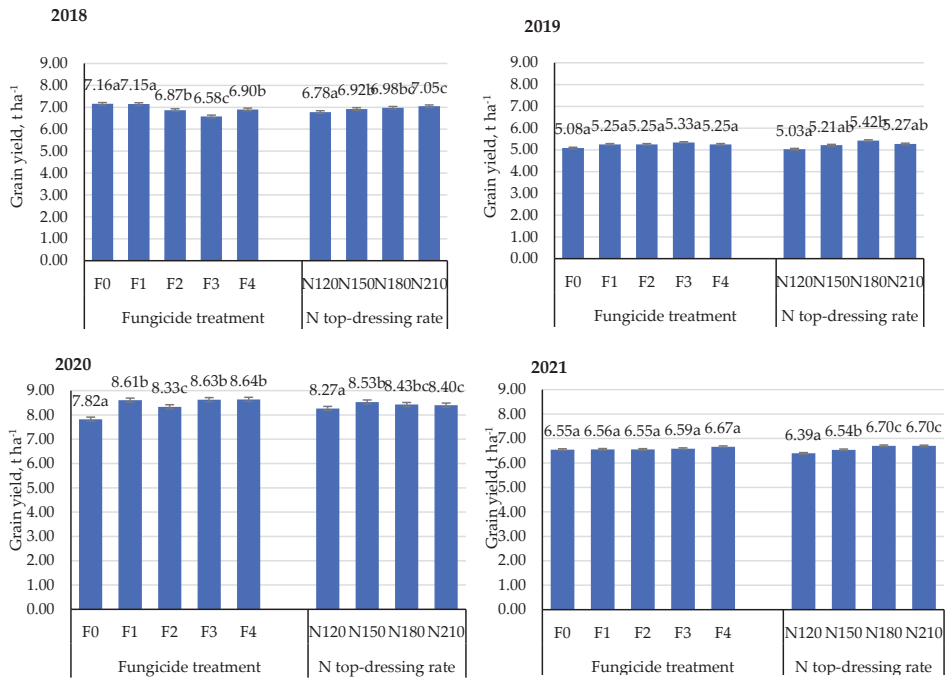 2018
Grain yield, t ha⁻¹
9.00
8.00
7.00
6.00
5.00
4.00
3.00
2.00
1.00
0.00
7.16a 7.15a 6.87b 6.58c 6.90b 6.78a 6.92b 6.98bc 7.05c
F0 F1 F2 F3 F4 N120 N150 N180 N210
Fungicide treatment N top-dressing rate
2019
Grain yield, t ha⁻¹
9.00
8.00
7.00
6.00
5.00
4.00
3.00
2.00
1.00
0.00
5.08a 5.25a 5.25a 5.33a 5.25a 5.03a 5.21ab 5.42b 5.27ab
F0 F1 F2 F3 F4 N120 N150 N180 N210
Fungicide treatment N top-dressing rate
2020
Grain yield, t ha⁻¹
9.00
8.00
7.00
6.00
5.00
4.00
3.00
2.00
1.00
0.00
7.82a 8.61b 8.33c 8.63b 8.64b 8.27a 8.53b 8.43bc 8.40c
F0 F1 F2 F3 F4 N120 N150 N180 N210
Fungicide treatment N top-dressing rate
2021
Grain yield, t ha⁻¹
9.00
8.00
7.00
6.00
5.00
4.00
3.00
2.00
1.00
0.00
6.55a 6.56a 6.55a 6.59a 6.67a 6.39a 6.54b 6.70c 6.70c
F0 F1 F2 F3 F4 N120 N150 N180 N210
Fungicide treatment N top-dressing rate